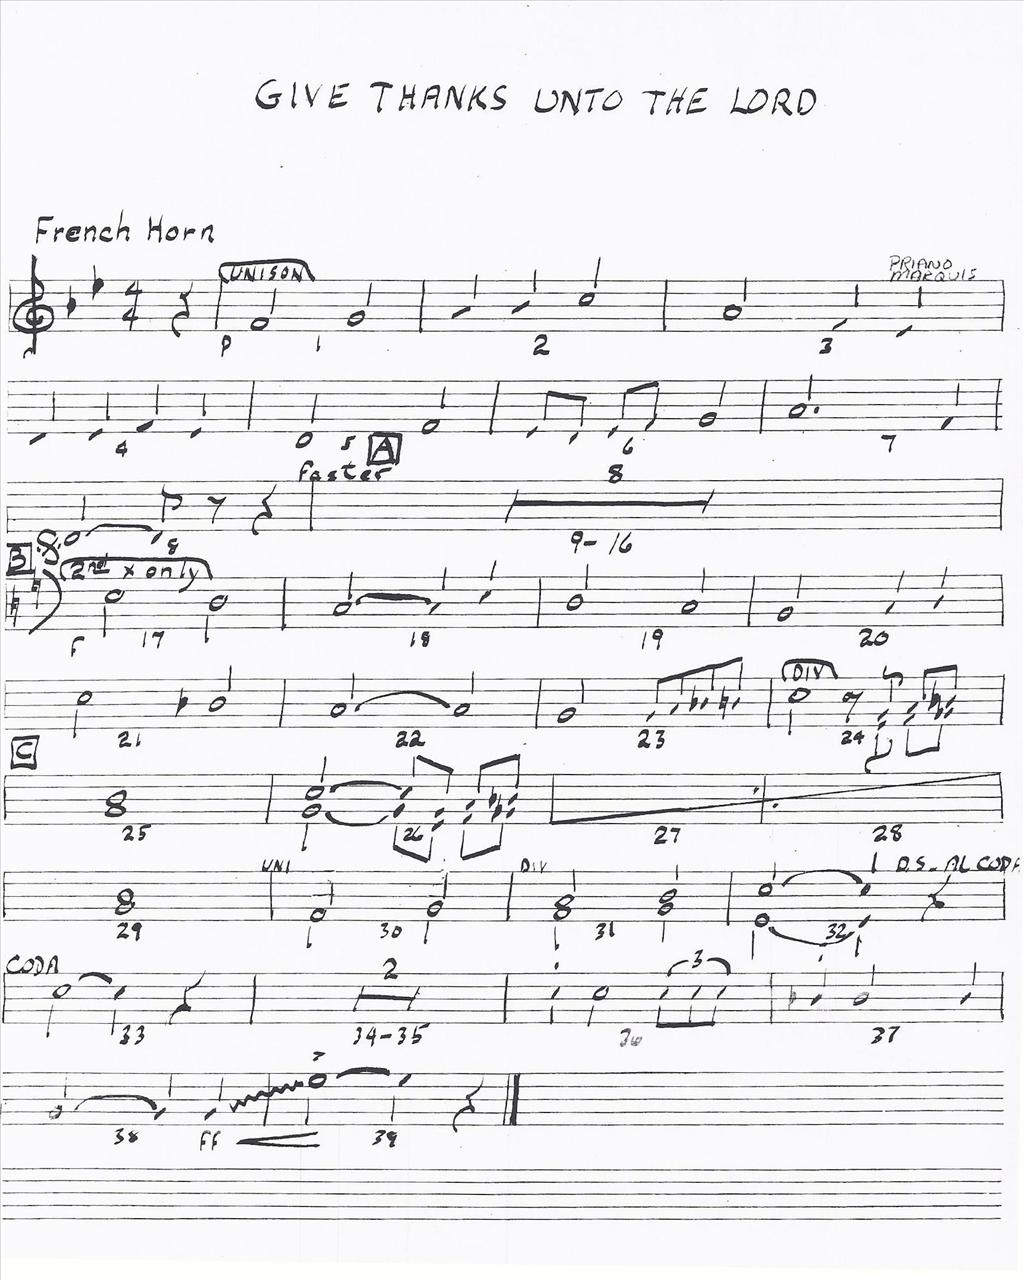 GIVE THANKS UNTO THE LORD
French Horn
UNISON
PRIANO
MARQUIS
4
4
P 1 2 3
4 5 6 7
A
Faster 8
8 9-16
B
2nd x only
F 17 18 19 20
DIV
21 22 23 24
C
25 26 27 28
UNI DIV D.S. AL CODA
29 30 31 32
CODA 2 3
33 34-35 36 37
38 FF 39